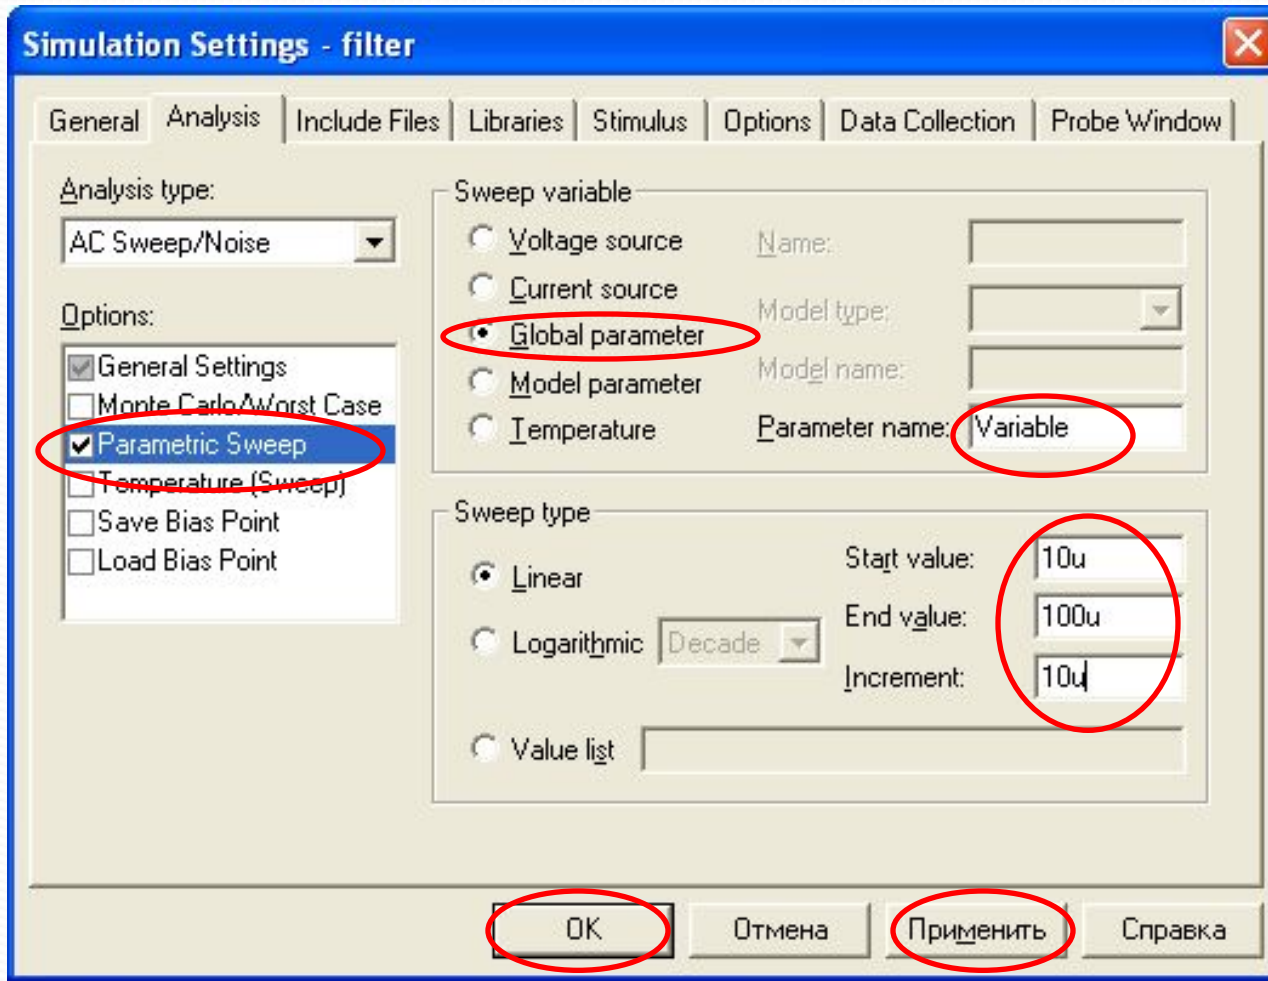 Simulation Settings - filter
General Analysis Include Files Libraries Stimulus Options Data Collection Probe Window
Analysis type:
AC Sweep/Noise
Options:
General Settings
Monte Carlo/Worst Case
Parametric Sweep
Temperature (Sweep)
Save Bias Point
Load Bias Point
Sweep variable
Voltage source
Current source
Global parameter
Model parameter
Temperature
Name:
Model type:
Model name:
Parameter name: Variable
Sweep type
Linear
Logarithmic Decade
Value list
Start value: 10u
End value: 100u
Increment: 10u
OK Отмена Применить Справка